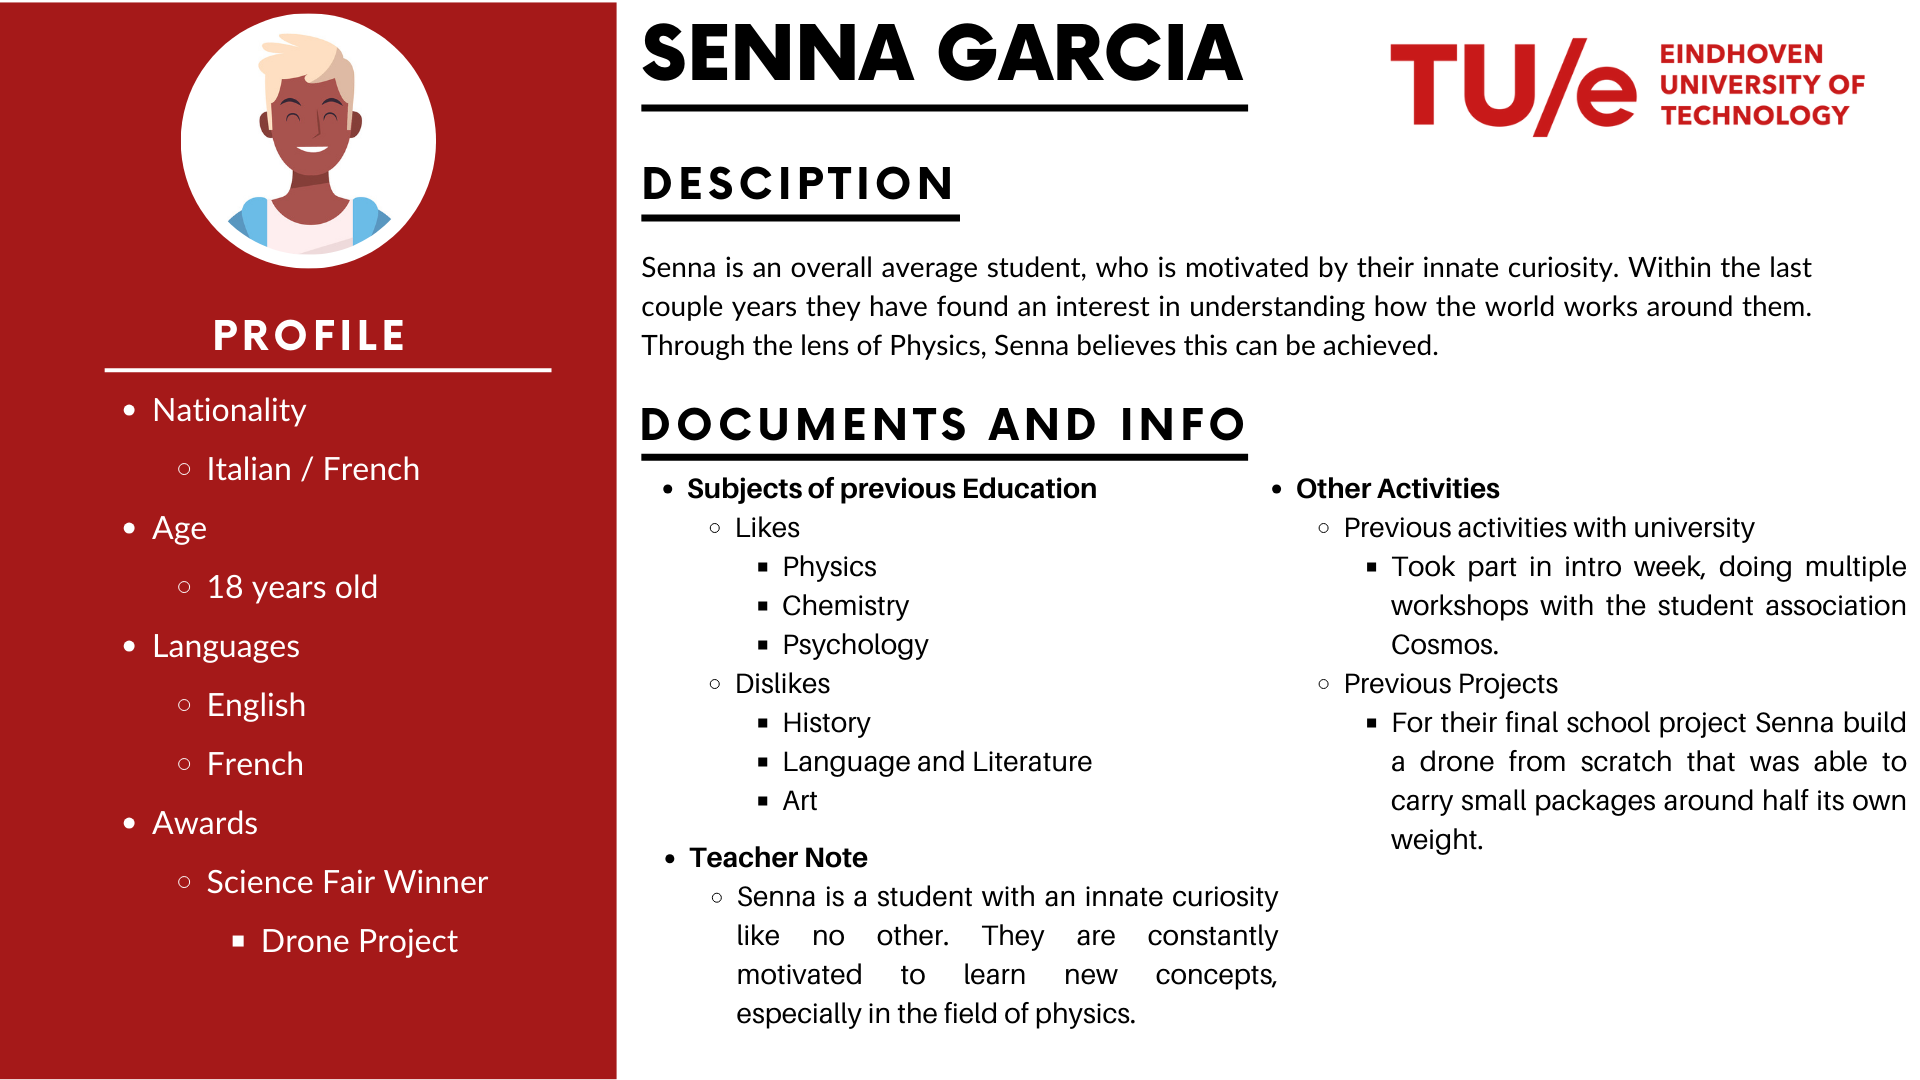 PROFILE
Nationality
Italian / French
Age
18 years old
Languages
English
French
Awards
Science Fair Winner
Drone Project
SENNA GARCIA
TU/e
EINDHOVEN
UNIVERSITY OF
TECHNOLOGY
DESCIPTION
Senna is an overall average student, who is motivated by their innate curiosity. Within the last
couple years they have found an interest in understanding how the world works around them.
Through the lens of Physics, Senna believes this can be achieved.
DOCUMENTS AND INFO
Subjects of previous Education
Likes
Physics
Chemistry
Psychology
Dislikes
History
Language and Literature
Art
Teacher Note
Senna is a student with an innate curiosity
like no other. They are constantly
motivated to learn new concepts,
especially in the field of physics.
Other Activities
Previous activities with university
Took part in intro week, doing multiple
workshops with the student association
Cosmos.
Previous Projects
For their final school project Senna build
a drone from scratch that was able to
carry small packages around half its own
weight.